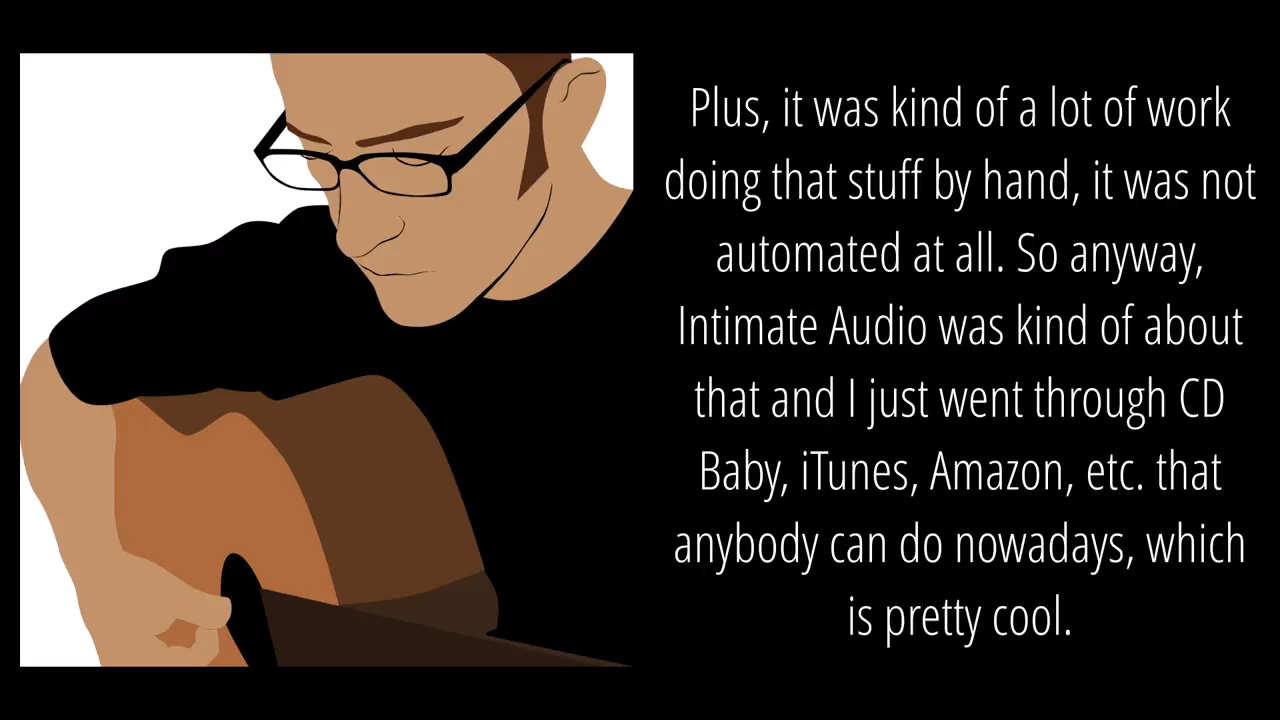 Plus, it was kind of a lot of work
doing that stuff by hand, it was not
automated at all. So anyway,
Intimate Audio was kind of about
that and I just went through CD
Baby, iTunes, Amazon, etc. that
anybody can do nowadays, which
is pretty cool.